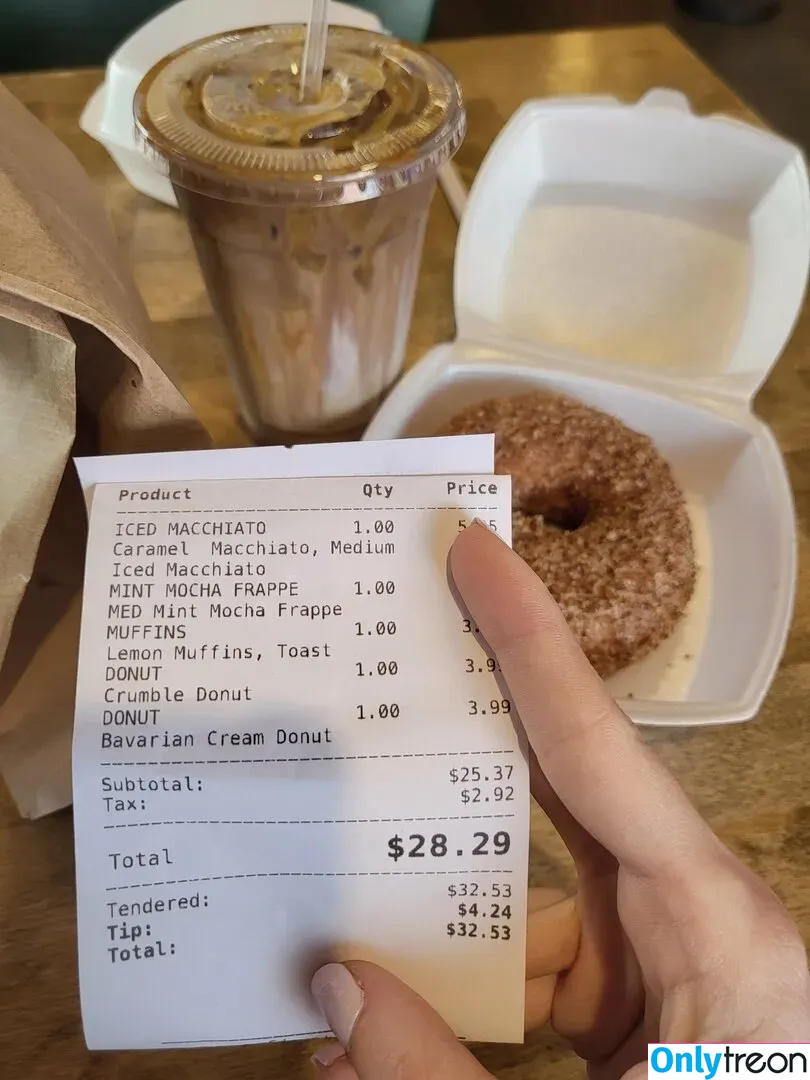 Product Qty Price
ICED MACCHIATO 1.00
Caramel Macchiato, Medium
Iced Macchiato
MINT MOCHA FRAPPE 1.00
MED Mint Mocha Frappe
MUFFINS 1.00
Lemon Muffins, Toast
DONUT 1.00
Crumble Donut
DONUT 1.00 3.99
Bavarian Cream Donut
Subtotal: $25.37
Tax: $2.92
Total $28.29
Tendered: $32.53
Tip: $4.24
Total: $32.53
Onlytreon